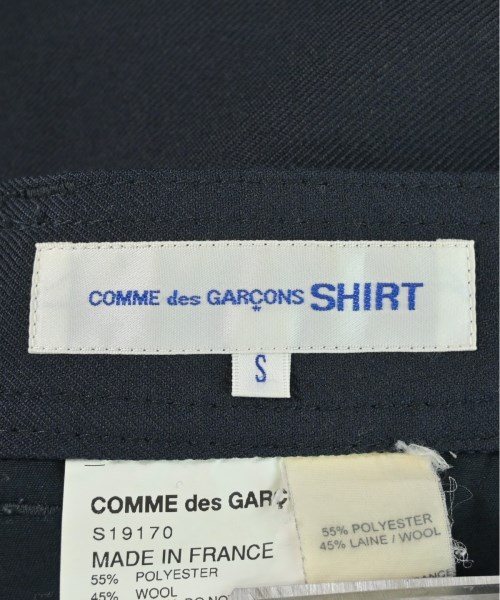 COMME des GARÇONS SHIRT
S
COMME des GARÇ
S19170
MADE IN FRANCE
55% POLYESTER
45% WOOL
55% POLYESTER
45% LAINE / WOOL